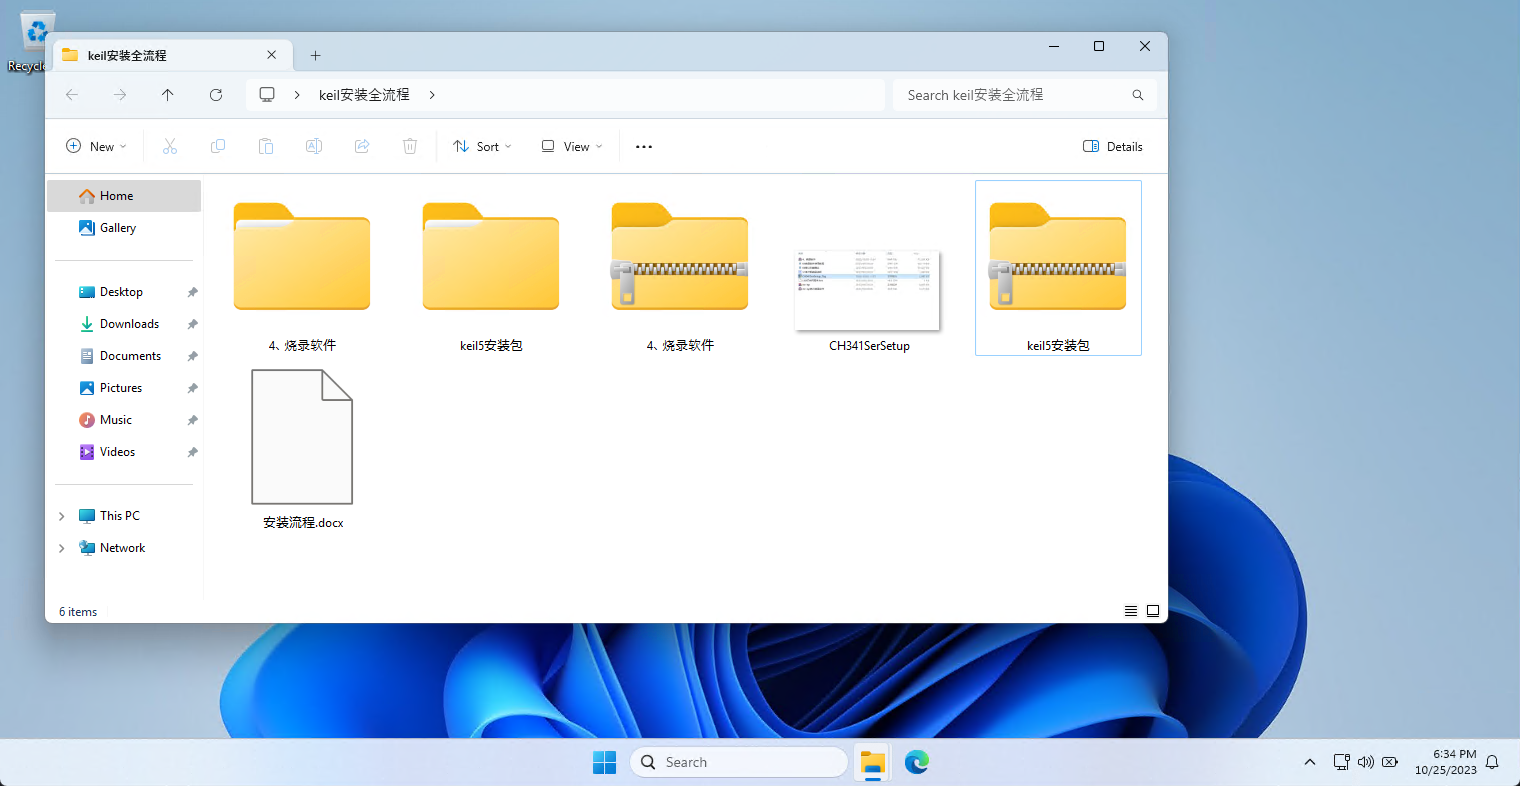 Recycle
keil安装全流程
keil安装全流程
Search keil安装全流程
New
Sort
View
Details
Home
Gallery
Desktop
Downloads
Documents
Pictures
Music
Videos
This PC
Network
4、烧录软件
keil5安装包
4、烧录软件
CH341SerSetup
keil5安装包
安装流程.docx
6 items
Search
6:34 PM
10/25/2023